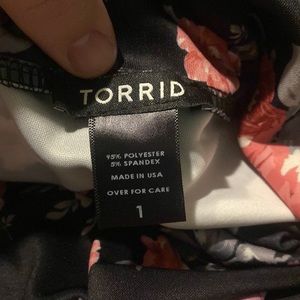 TORRID
95% POLYESTER
5% SPANDEX
MADE IN USA
OVER FOR CARE
1